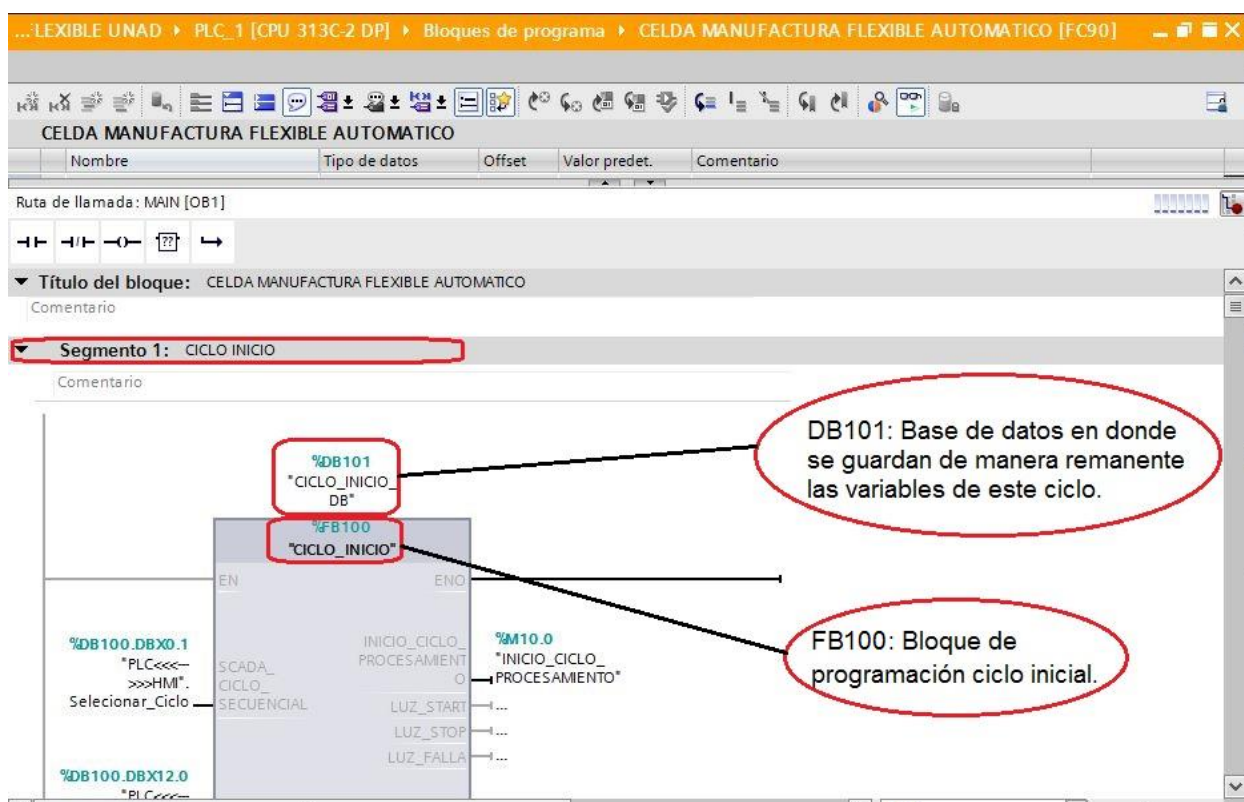 ...'LEXIBLE UNAD ▸ PLC_1 [CPU 313C-2 DP] ▸ Bloques de programa ▸ CELDA MANUFACTURA FLEXIBLE AUTOMATICO [FC90]
CELDA MANUFACTURA FLEXIBLE AUTOMATICO
Nombre Tipo de datos Offset Valor predet. Comentario
Ruta de llamada: MAIN [OB1]
??
Título del bloque: CELDA MANUFACTURA FLEXIBLE AUTOMATICO
Comentario
Segmento 1: CICLO INICIO
Comentario
%DB101
"CICLO_INICIO_
DB"
%FB100
"CICLO_INICIO"
DB101: Base de datos en donde
se guardan de manera remanente
las variables de este ciclo.
EN ENO
%DB100.DBX0.1
"PLC<<<—
>>>HMI".
Selecionar_Ciclo
SCADA_
CICLO_
SECUENCIAL
INICIO_CICLO_
PROCESAMIENT
O
%M10.0
"INICIO_CICLO_
PROCESAMIENTO"
LUZ_START ...
LUZ_STOP ...
LUZ_FALLA ...
FB100: Bloque de
programación ciclo inicial.
%DB100.DBX12.0
"PLC<<<—